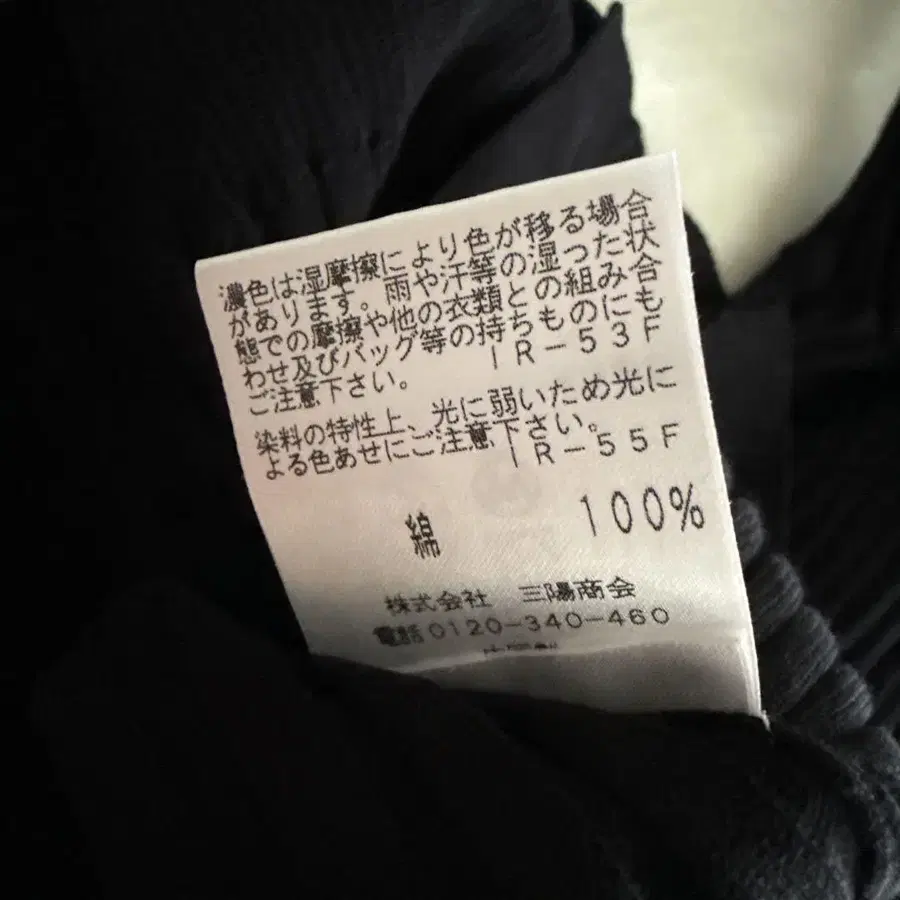 濃色は湿摩擦により色が移る場合
があります。雨や汗等の湿った状
態での摩擦や他の衣類との組み合
わせ及びバッグ等の持ちものにも
ご注意下さい。 IR-53F
染料の特性上、光に弱いため光に
よる色あせにご注意下さい。
IR-55F
綿 100%
株式会社 三陽商会
電話0120-340-460